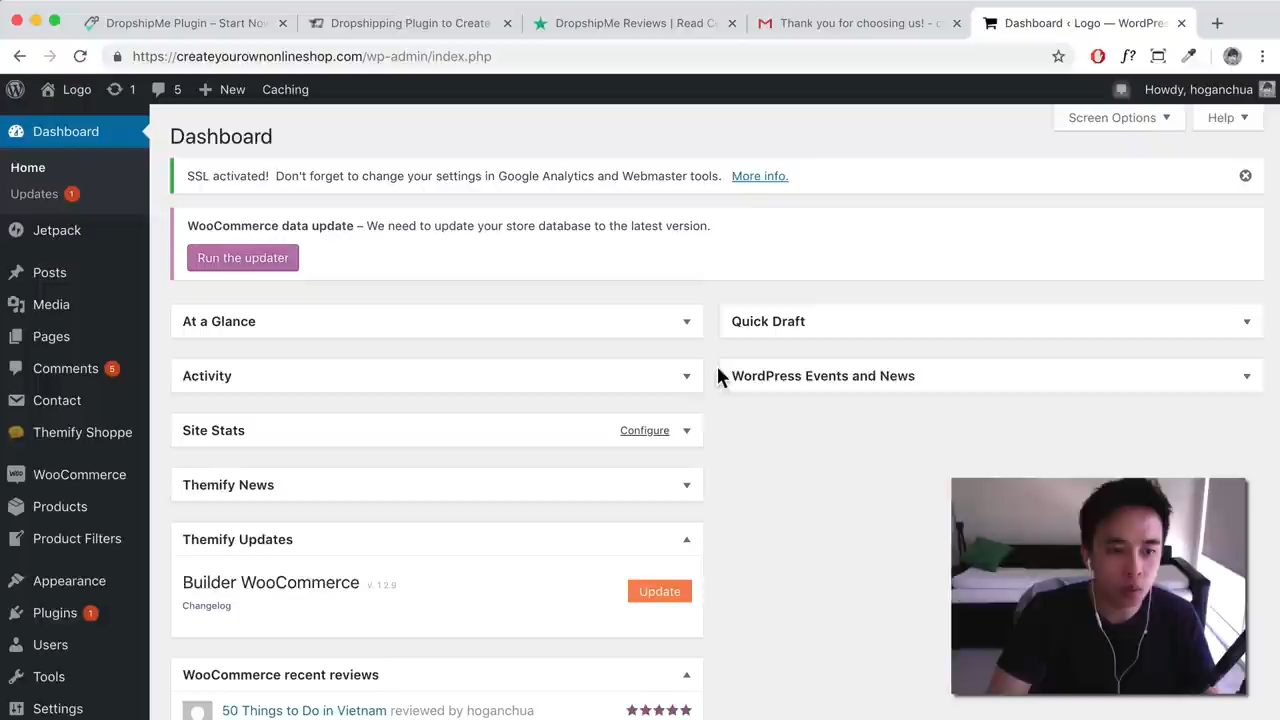 DropshipMe Plugin – Start Nov
Dropshipping Plugin to Create
DropshipMe Reviews | Read C
Thank you for choosing us! -
Dashboard ‹ Logo — WordPre
https://createyourownonlineshop.com/wp-admin/index.php
Logo
1
5
New
Caching
Howdy, hoganchua
Screen Options
Help
Dashboard
Home
Updates 1
Jetpack
Posts
Media
Pages
Comments 5
Contact
Themify Shoppe
WooCommerce
Products
Product Filters
Appearance
Plugins 1
Users
Tools
Settings
Dashboard
SSL activated! Don't forget to change your settings in Google Analytics and Webmaster tools. More info.
WooCommerce data update – We need to update your store database to the latest version.
Run the updater
At a Glance
Quick Draft
Activity
WordPress Events and News
Site Stats
Configure
Themify News
Themify Updates
Builder WooCommerce v. 1 2.9
Update
Changelog
WooCommerce recent reviews
50 Things to Do in Vietnam reviewed by hoganchua